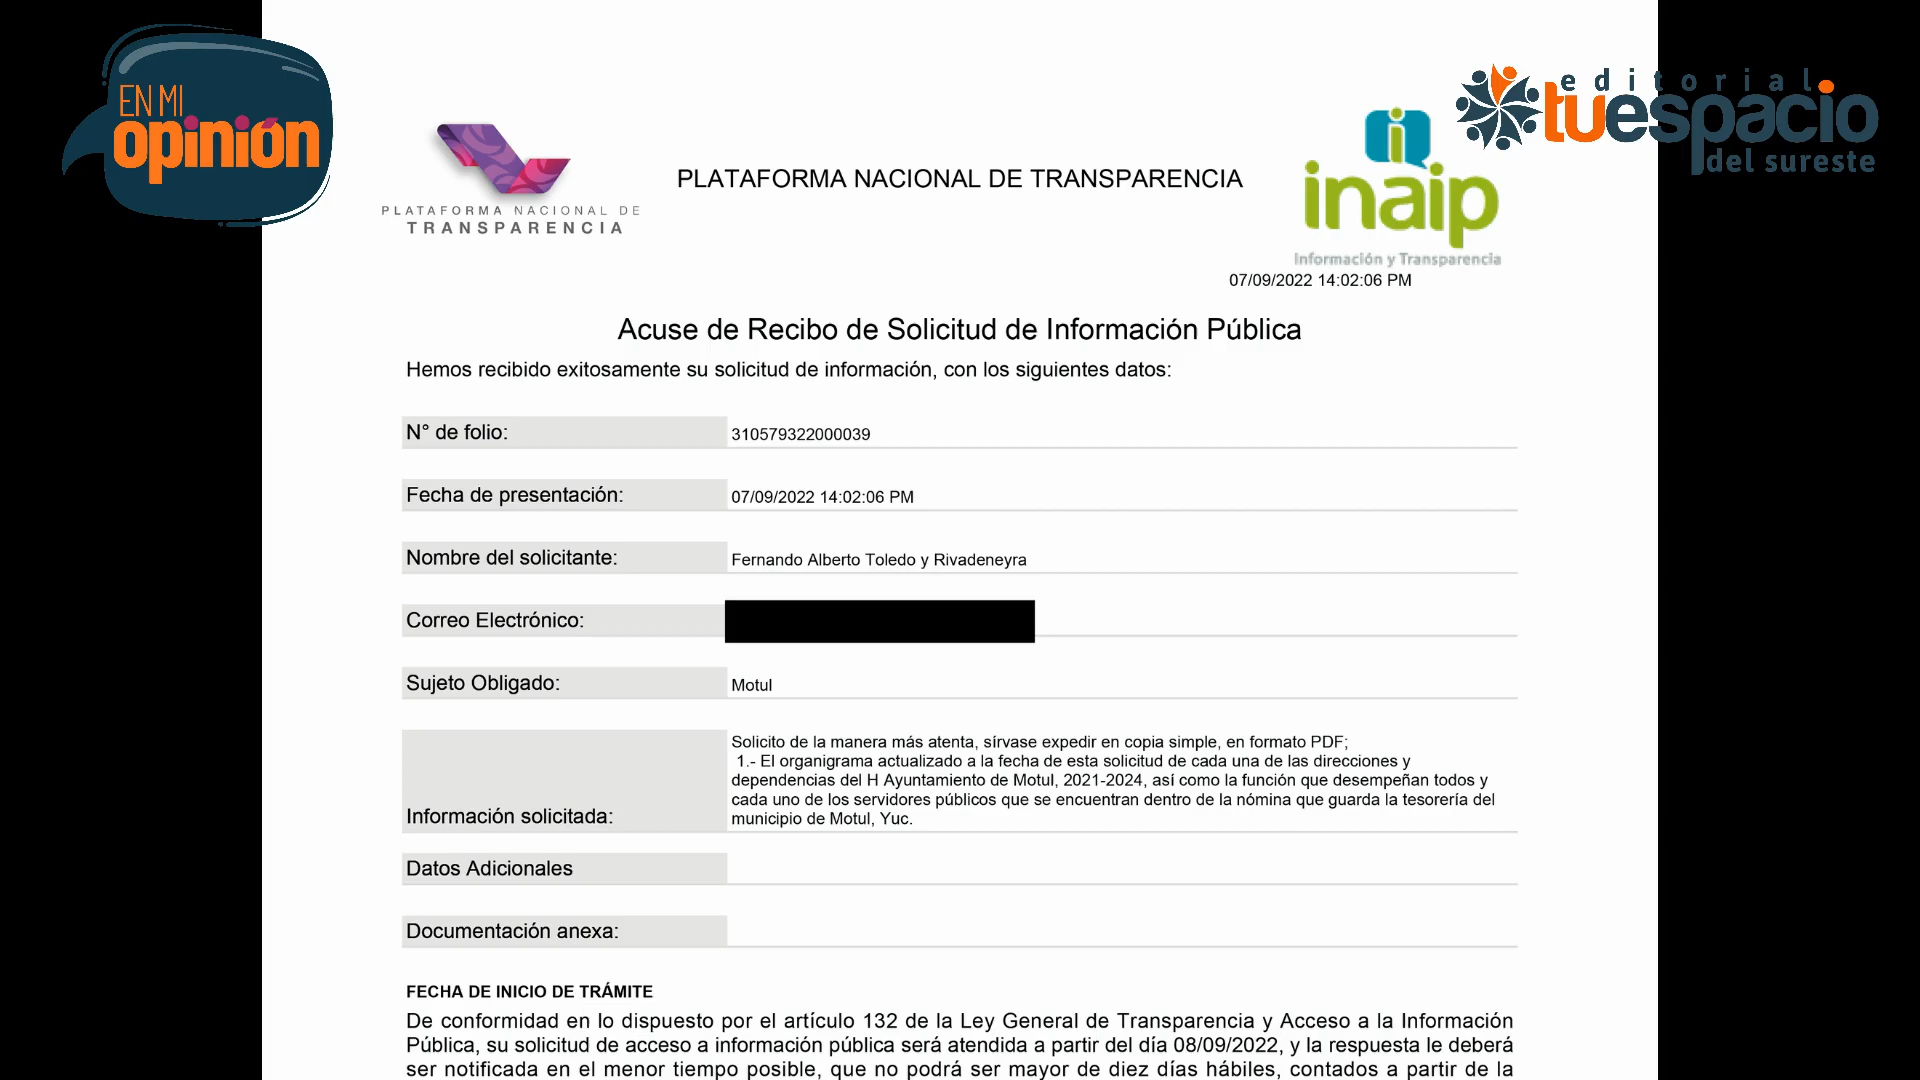 EN MI
opinión
editorial
tuespacio
del sureste
PLATAFORMA NACIONAL DE
TRANSPARENCIA
PLATAFORMA NACIONAL DE TRANSPARENCIA
inaip
Información y Transparencia
07/09/2022 14:02:06 PM
Acuse de Recibo de Solicitud de Información Pública
Hemos recibido exitosamente su solicitud de información, con los siguientes datos:
N° de folio: 310579322000039
Fecha de presentación: 07/09/2022 14:02:06 PM
Nombre del solicitante: Fernando Alberto Toledo y Rivadeneyra
Correo Electrónico:
Sujeto Obligado: Motul
Solicito de la manera más atenta, sírvase expedir en copia simple, en formato PDF;
1.- El organigrama actualizado a la fecha de esta solicitud de cada una de las direcciones y
dependencias del H Ayuntamiento de Motul, 2021-2024, así como la función que desempeñan todos y
cada uno de los servidores públicos que se encuentran dentro de la nómina que guarda la tesorería del
Información solicitada: municipio de Motul, Yuc.
Datos Adicionales
Documentación anexa:
FECHA DE INICIO DE TRÁMITE
De conformidad en lo dispuesto por el artículo 132 de la Ley General de Transparencia y Acceso a la Información
Pública, su solicitud de acceso a información pública será atendida a partir del día 08/09/2022, y la respuesta le deberá
ser notificada en el menor tiempo posible, que no podrá ser mayor de diez días hábiles, contados a partir de la